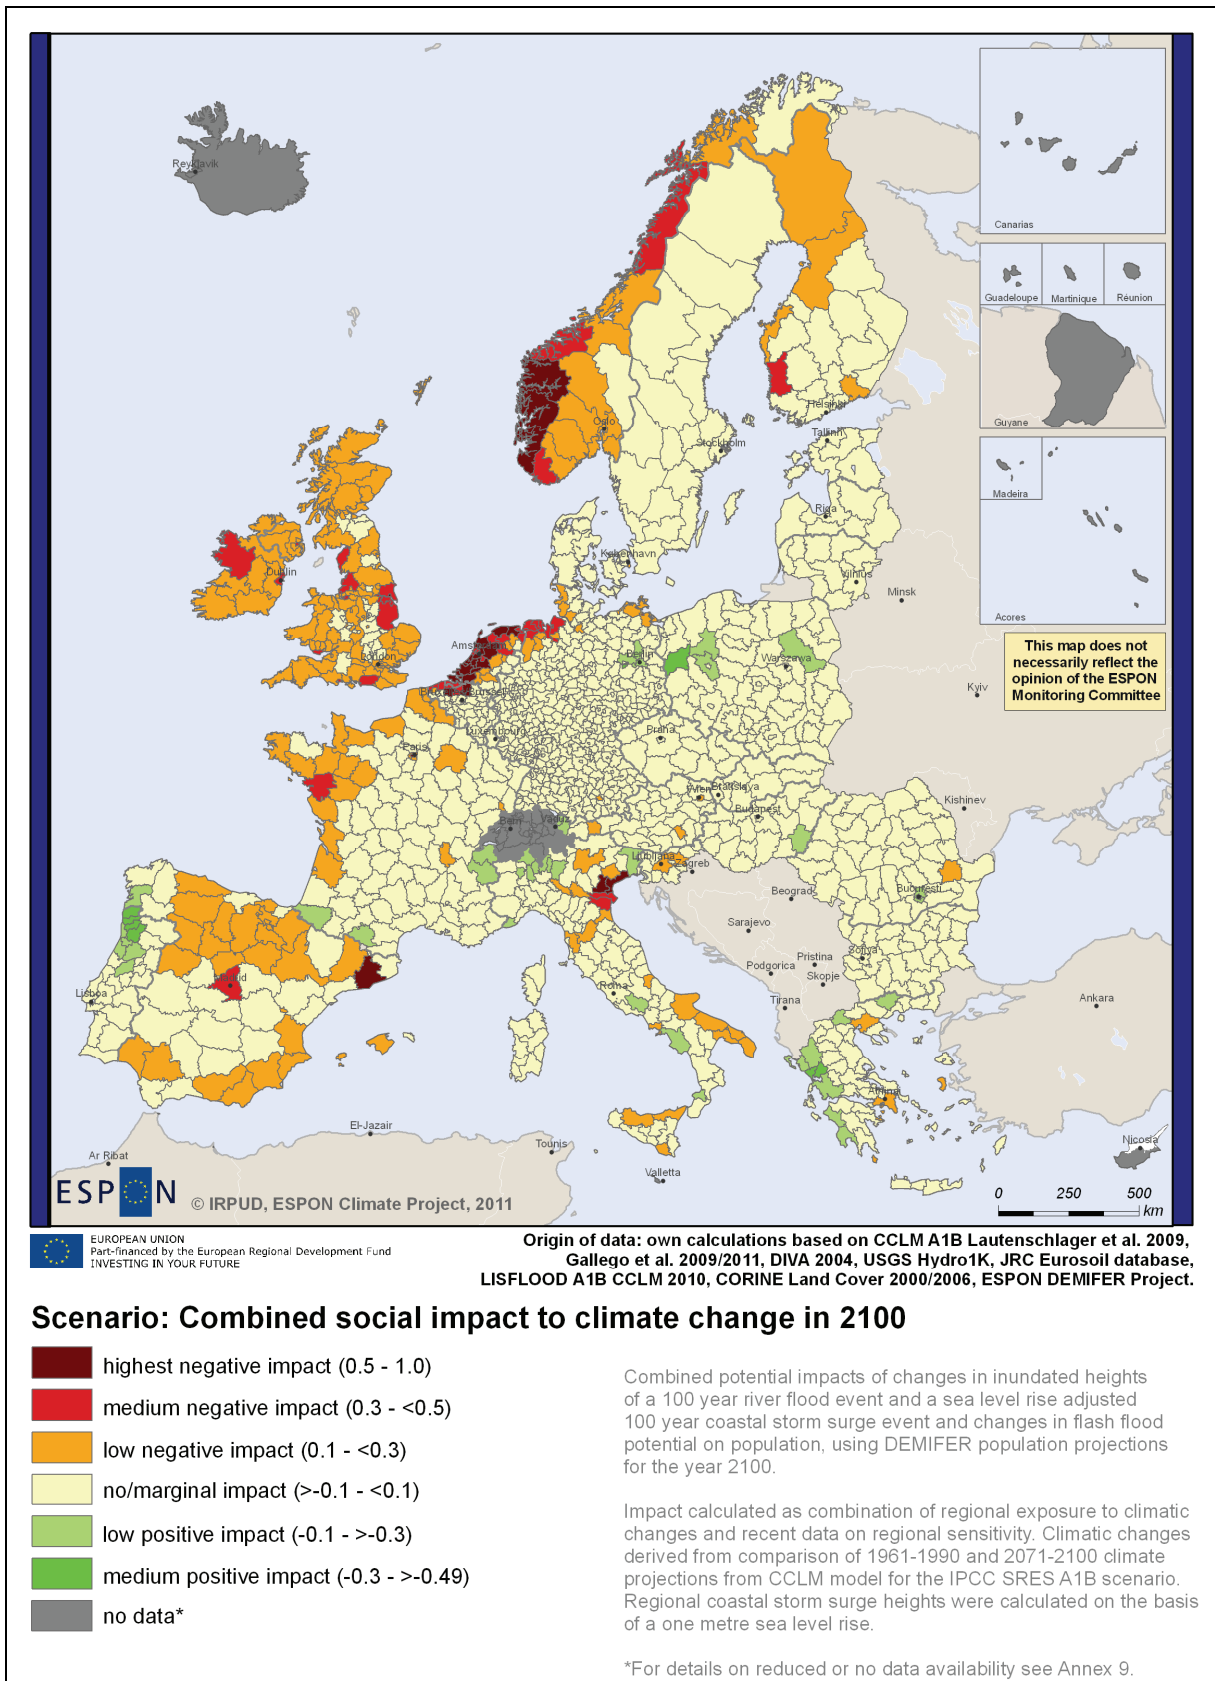 Reykjavik
Canarias
Guadeloupe
Martinique
Réunion
Guyane
Madeira
Acores
Oslo
Helsinki
Tallinn
Stockholm
Riga
København
Vilnius
Minsk
Dublin
London
Amsterdam
Berlin
Warszawa
Kyiv
This map does not
necessarily reflect the
opinion of the ESPON
Monitoring Committee
Luxembourg
Praha
Paris
Wien
Bratislava
Budapest
Kishinev
Bern
Vaduz
Ljubljana
Zagreb
Beograd
Bucuresti
Sarajevo
Pristina
Sofiya
Podgorica
Skopje
Tirana
Ankara
Lisboa
Madrid
Roma
Athina
Nicosia
El-Jazair
Tounis
Ar Ribat
Valletta
ESPON
© IRPUD, ESPON Climate Project, 2011
0 250 500
km
EUROPEAN UNION
Part-financed by the European Regional Development Fund
INVESTING IN YOUR FUTURE
Origin of data: own calculations based on CCLM A1B Lautenschlager et al. 2009,
Gallego et al. 2009/2011, DIVA 2004, USGS Hydro1K, JRC Eurosoil database,
LISFLOOD A1B CCLM 2010, CORINE Land Cover 2000/2006, ESPON DEMIFER Project.
Scenario: Combined social impact to climate change in 2100
highest negative impact (0.5 - 1.0)
medium negative impact (0.3 - <0.5)
low negative impact (0.1 - <0.3)
no/marginal impact (>-0.1 - <0.1)
low positive impact (-0.1 - >-0.3)
medium positive impact (-0.3 - >-0.49)
no data*
Combined potential impacts of changes in inundated heights
of a 100 year river flood event and a sea level rise adjusted
100 year coastal storm surge event and changes in flash flood
potential on population, using DEMIFER population projections
for the year 2100.
Impact calculated as combination of regional exposure to climatic
changes and recent data on regional sensitivity. Climatic changes
derived from comparison of 1961-1990 and 2071-2100 climate
projections from CCLM model for the IPCC SRES A1B scenario.
Regional coastal storm surge heights were calculated on the basis
of a one metre sea level rise.
*For details on reduced or no data availability see Annex 9.